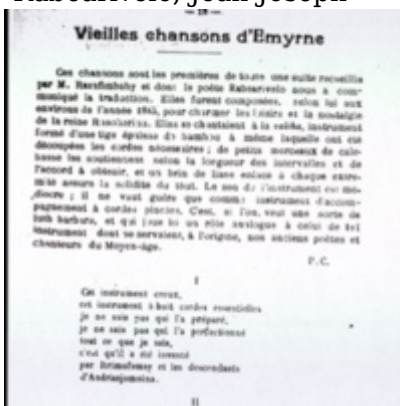 — 18 —
Vieilles chansons d'Emyrne
Ces chansons sont les premières de toute une suite recueillie
par M. et dont le poète Rabearivelo nous a com-
muniqué la traduction. Elles furent composées, selon lui aux
environs de l'année 18, pour charmer les loisirs et la nostalgie
de la reine Elles se chantaient à la valiha, instrument
formé d'une tige épaisse de bambou à même laquelle ont été
découpées les cordes nécessaires ; de petits morceaux de cale-
basse les soutiennent selon la longueur des intervalles et de
l'accord à obtenir, et un brin de liane enlacé à chaque extré-
mité assure la solidité du tout. Le son de l'instrument est mé-
diocre ; il ne vaut guère que comme instrument d'accom-
pagnement à cordes pincées. C'est, si l'on veut une sorte de
luth barbare, et qui joue ici un rôle analogue à celui de tel
instrument dont se servaient, à l'origine, nos anciens poètes et
chanteurs du Moyen-âge.
P.C.
I
Cet instrument creux,
cet instrument à huit cordes essentielles
je ne sais pas qui l'a préparé,
je ne sais pas qui l'a perfectionné
tout ce que je sais,
c'est qu'il a été inventé
par et les descendants
d'Andrianjomoina.
II